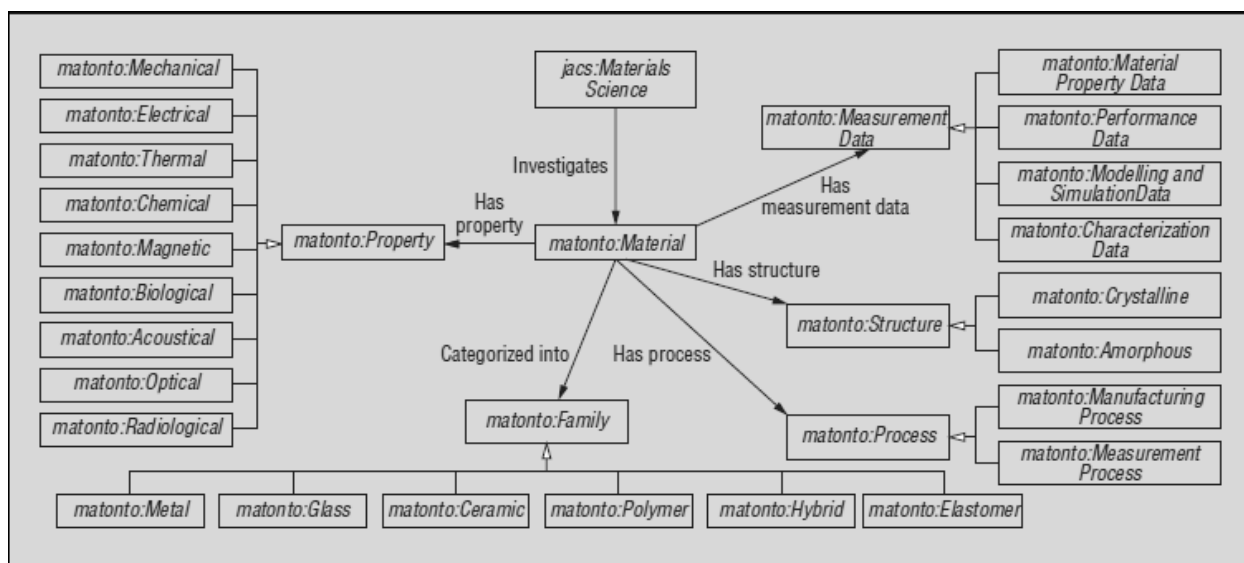 matonto:Mechanical
matonto:Electrical
matonto:Thermal
matonto:Chemical
matonto:Magnetic
matonto:Biological
matonto:Acoustical
matonto:Optical
matonto:Radiological
Has
property
matonto:Property
jacs:Materials
Science
Investigates
matonto:Material
matonto:Measurement
Data
Has
measurement data
matonto:Material
Property Data
matonto:Performance
Data
matonto:Modelling and
SimulationData
matonto:Characterization
Data
Has structure
matonto:Structure
matonto:Crystalline
matonto:Amorphous
Categorized into
Has process
matonto:Family
matonto:Process
matonto:Manufacturing
Process
matonto:Measurement
Process
matonto:Metal
matonto:Glass
matonto:Ceramic
matonto:Polymer
matonto:Hybrid
matonto:Elastomer